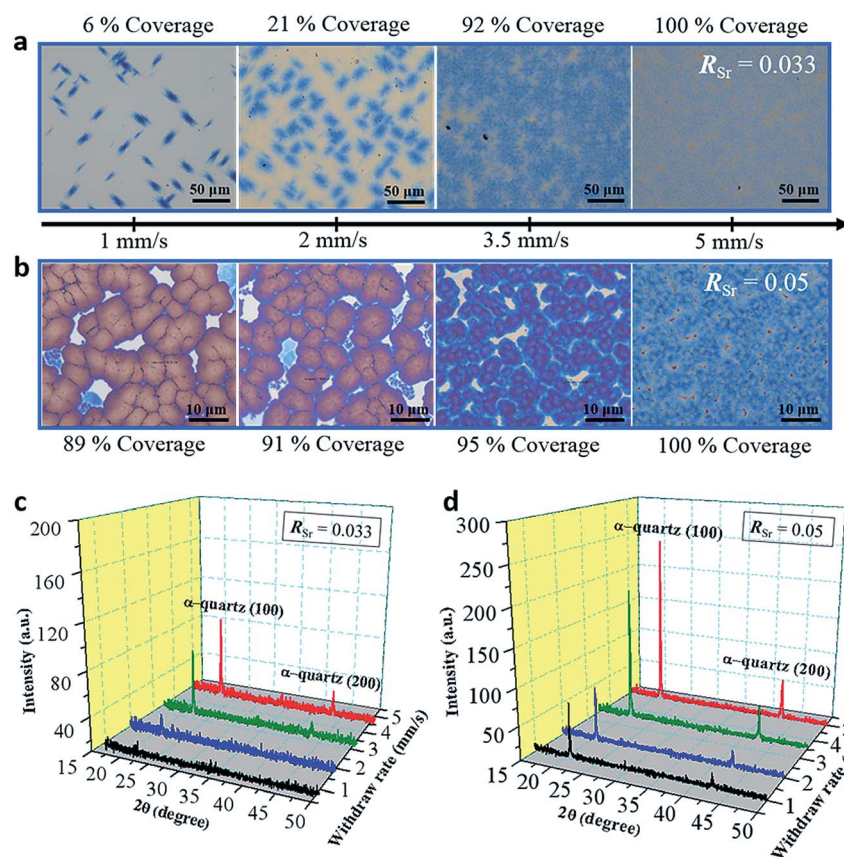 6 % Coverage 21 % Coverage 92 % Coverage 100 % Coverage
a
R_Sr = 0.033
50 µm 50 µm 50 µm 50 µm
1 mm/s 2 mm/s 3.5 mm/s 5 mm/s
b
R_Sr = 0.05
10 µm 10 µm 10 µm 10 µm
89 % Coverage 91 % Coverage 95 % Coverage 100 % Coverage
c
R_Sr = 0.033
α–quartz (100)
α–quartz (200)
Intensity (a.u.)
200
160
120
80
40
15 20 25 30 35 40 45 50
2θ (degree)
1 2 3 4 5
Withdraw rate (mm/s)
d
R_Sr = 0.05
α–quartz (100)
α–quartz (200)
Intensity (a.u.)
300
250
200
150
100
50
15 20 25 30 35 40 45 50
2θ (degree)
1 2 3 4
Withdraw rate